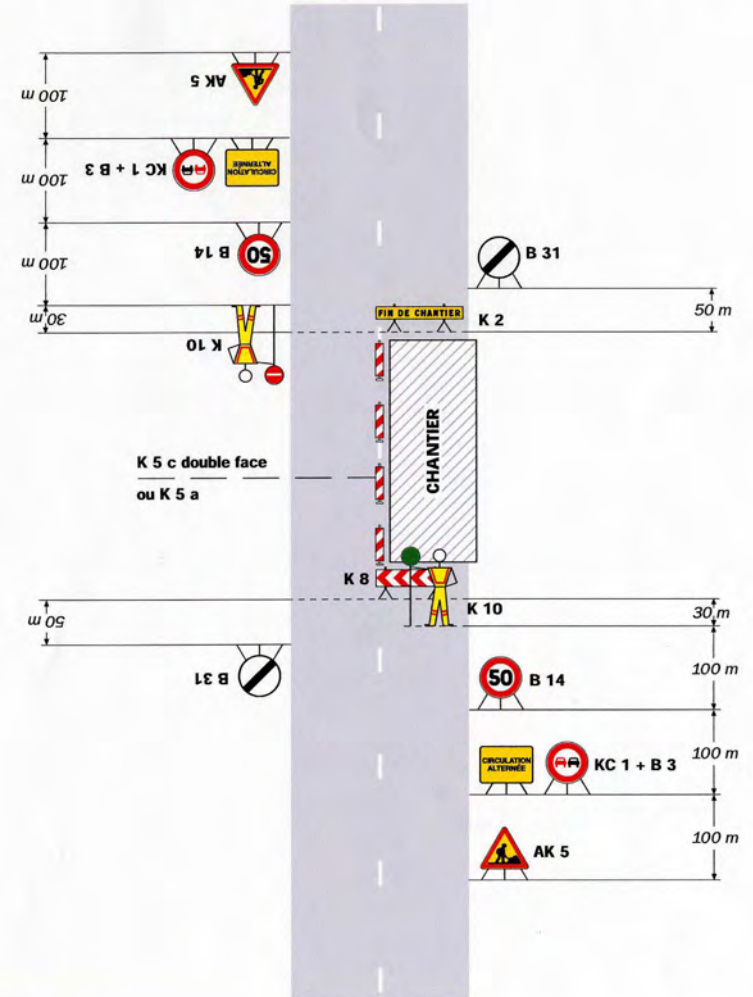 100 m
AK 5
100 m
KC 1 + B 3
CIRCULATION
ALTERNÉE
100 m
B 14
50
B 31
50 m
30 m
FIN DE CHANTIER
K 2
K 10
K 5 c double face
ou K 5 a
CHANTIER
K 8
K 10
30 m
50 m
B 31
100 m
50
B 14
100 m
CIRCULATION
ALTERNÉE
KC 1 + B 3
100 m
AK 5